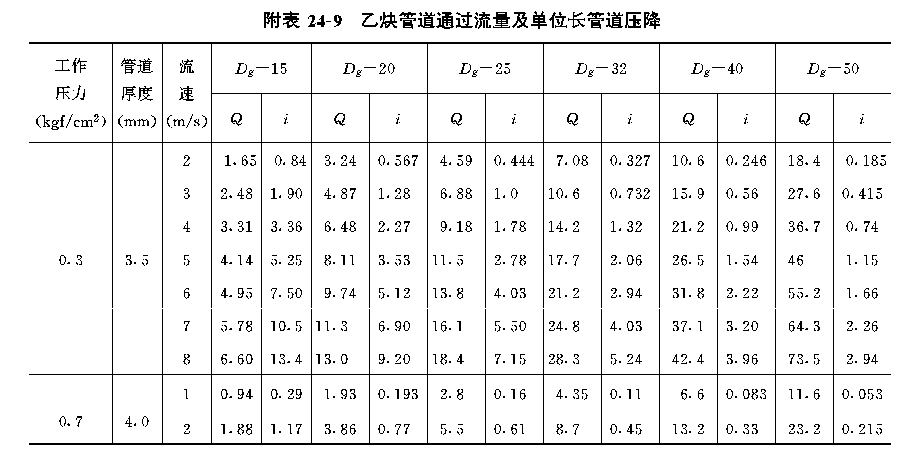 附表 24-9 乙炔管道通过流量及单位长管道压降
工作压力(kgf/cm²) 管道厚度(mm) 流速(m/s) Dg—15 Dg—20 Dg—25 Dg—32 Dg—40 Dg—50
Q i Q i Q i Q i Q i Q i
2 1.65 0.84 3.24 0.567 4.59 0.444 7.08 0.327 10.6 0.246 18.4 0.185
3 2.48 1.90 4.87 1.28 6.88 1.0 10.6 0.732 15.9 0.56 27.6 0.415
4 3.31 3.36 6.48 2.27 9.18 1.78 14.2 1.32 21.2 0.99 36.7 0.74
0.3 3.5 5 4.14 5.25 8.11 3.53 11.5 2.78 17.7 2.06 26.5 1.54 46 1.15
6 4.95 7.50 9.74 5.12 13.8 4.03 21.2 2.94 31.8 2.22 55.2 1.66
7 5.78 10.5 11.3 6.90 16.1 5.50 24.8 4.03 37.1 3.20 64.3 2.26
8 6.60 13.4 13.0 9.20 18.4 7.15 28.3 5.24 42.4 3.96 73.5 2.94
0.7 4.0 1 0.94 0.29 1.93 0.193 2.8 0.16 4.35 0.11 6.6 0.083 11.6 0.053
2 1.88 1.17 3.86 0.77 5.5 0.61 8.7 0.45 13.2 0.33 23.2 0.215